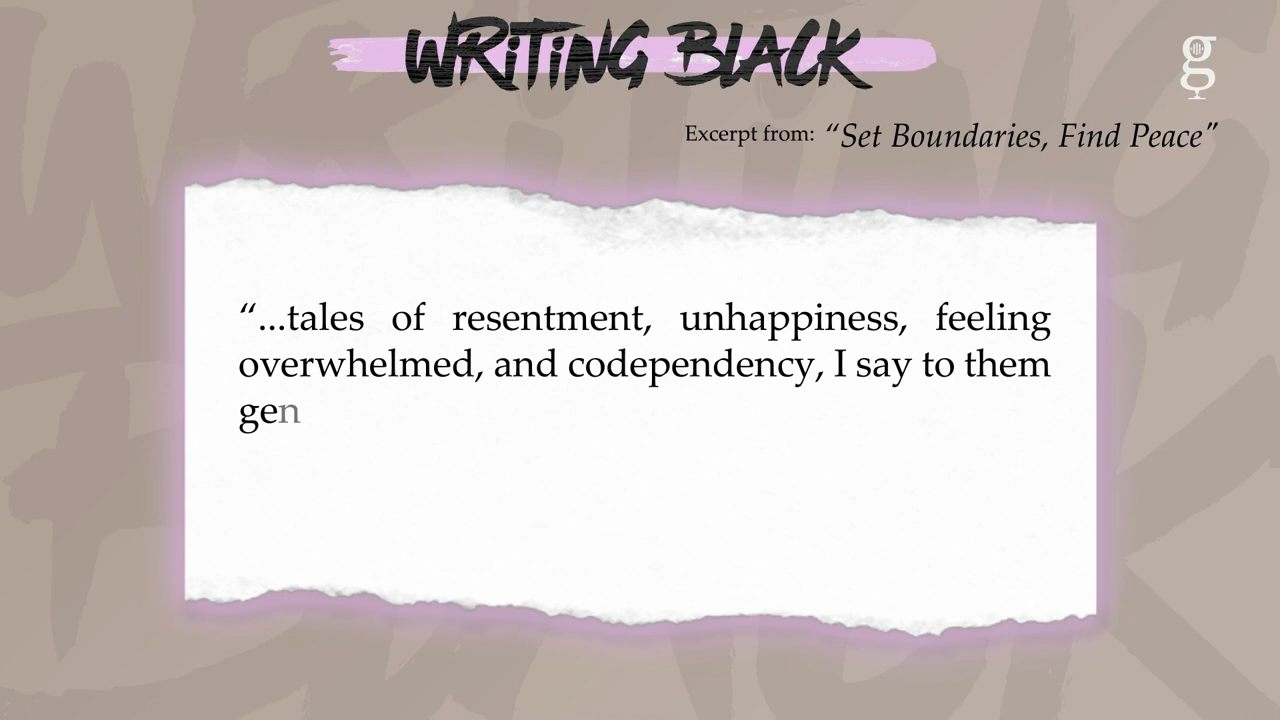 WRITING BLACK
g
Excerpt from: “Set Boundaries, Find Peace”
“...tales of resentment, unhappiness, feeling
overwhelmed, and codependency, I say to them
gen